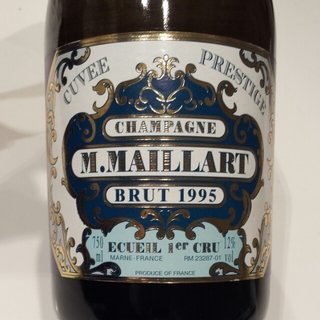 CUVEE PRESTIGE
CHAMPAGNE
M. MAILLART
BRUT 1995
750 ml
ECUEIL 1er CRU
12% vol
MARNE-FRANCE RM 23287-01
PRODUCE OF FRANCE